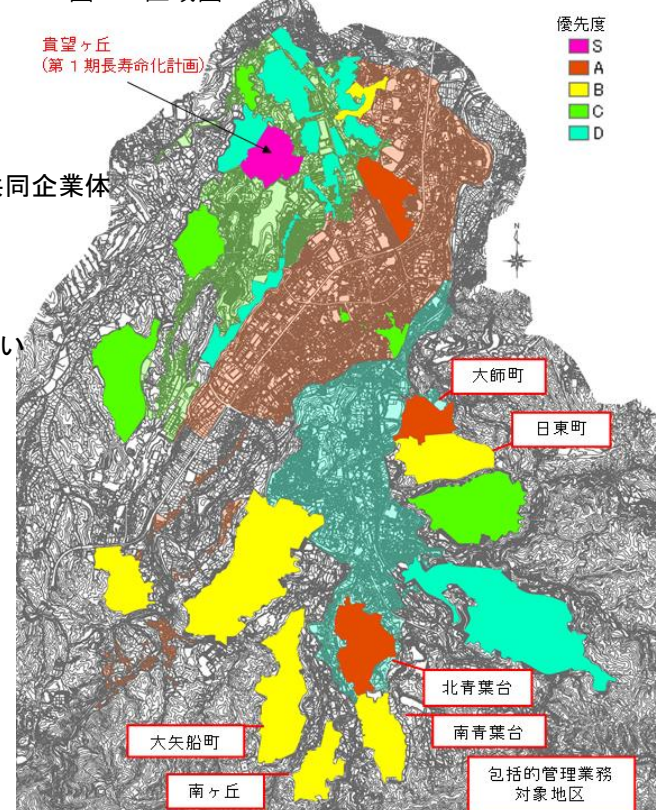 貴望ヶ丘
(第１期長寿命化計画)
優先度
S
A
B
C
D
共同企業体
い
N
大師町
日東町
北青葉台
南青葉台
大矢船町
南ヶ丘
包括的管理業務
対象地区